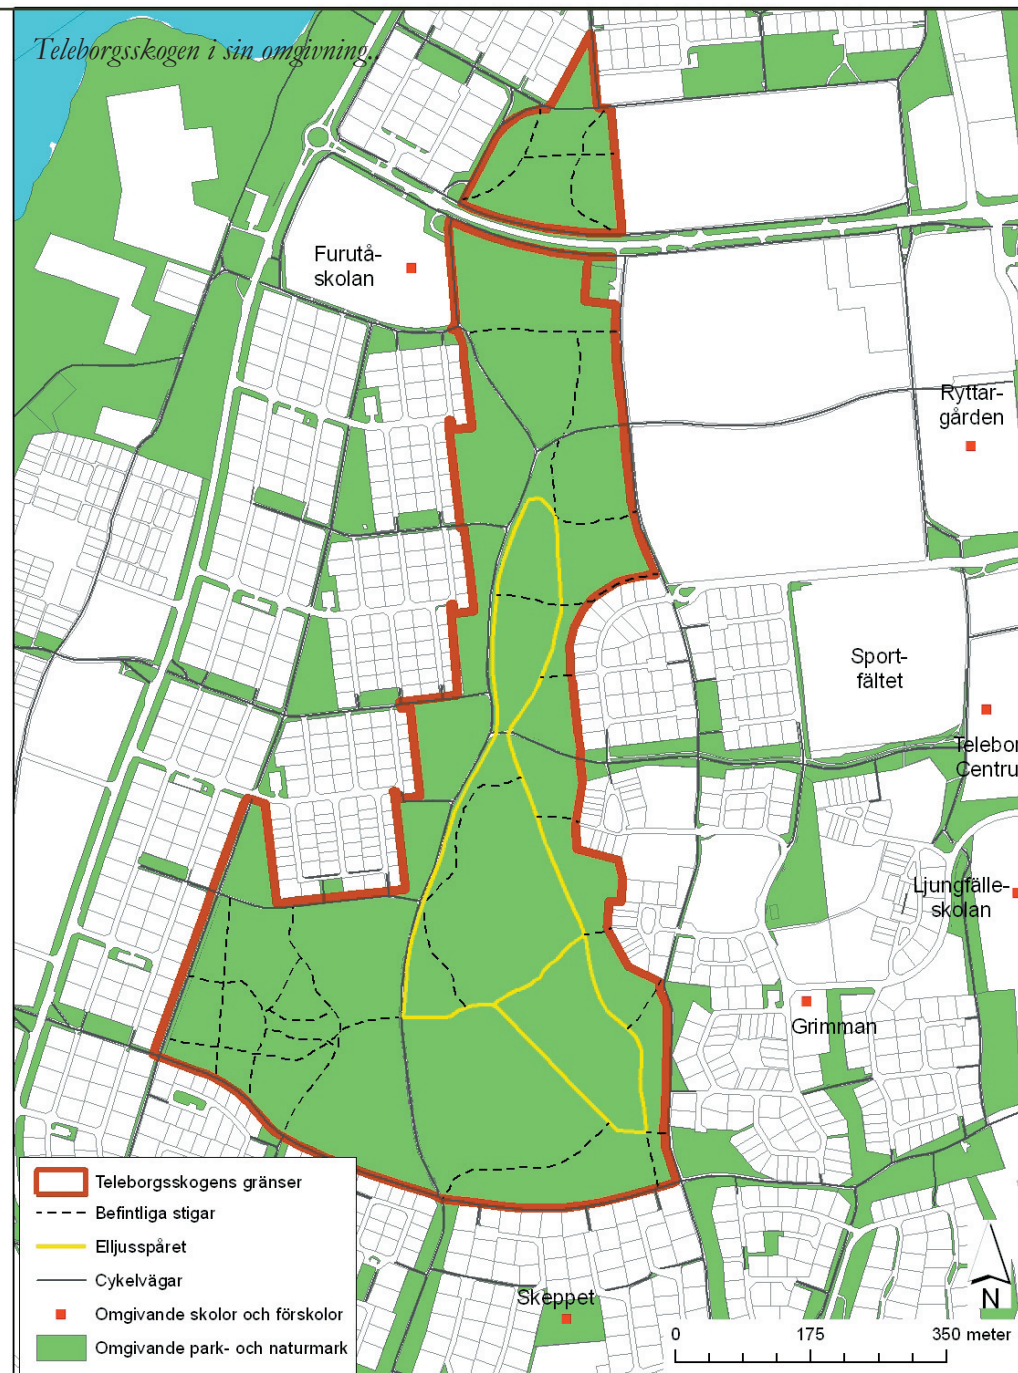 Teleborgsskogen i sin omgivning..
Furutå-
skolan
Ryttar-
gården
Sport-
fältet
Telebor
Centru
Ljungfälle-
skolan
Grimman
Skeppet
Teleborgsskogens gränser
Befintliga stigar
Elljusspåret
Cykelvägar
Omgivande skolor och förskolor
Omgivande park- och naturmark
N
0 175 350 meter